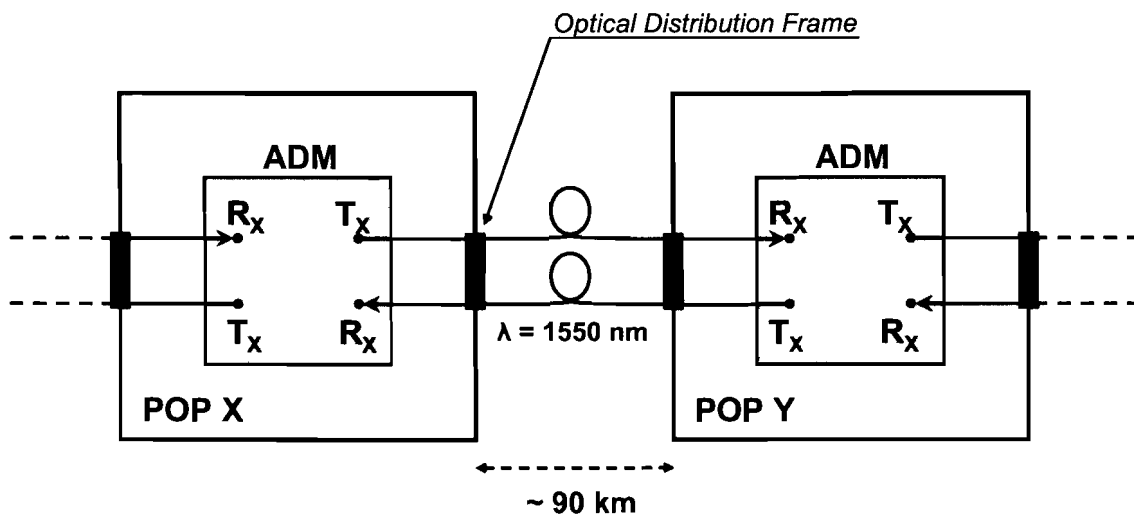 Optical Distribution Frame
ADM
ADM
RX
TX
RX
TX
TX
RX
TX
RX
λ = 1550 nm
POP X
POP Y
~ 90 km